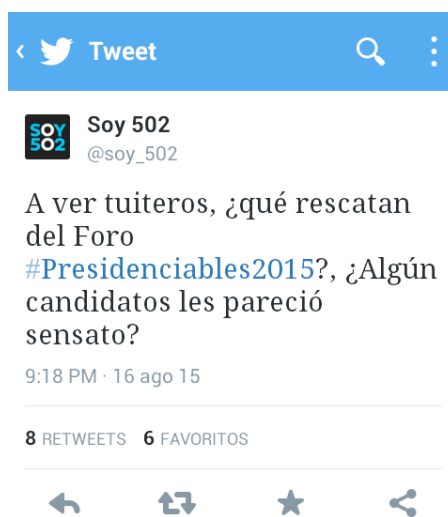 Tweet
SOY
502
Soy 502
@soy_502
A ver tuiteros, ¿qué rescatan
del Foro
#Presidenciables2015?, ¿Algún
candidatos les pareció
sensato?
9:18 PM · 16 ago 15
8 RETWEETS 6 FAVORITOS